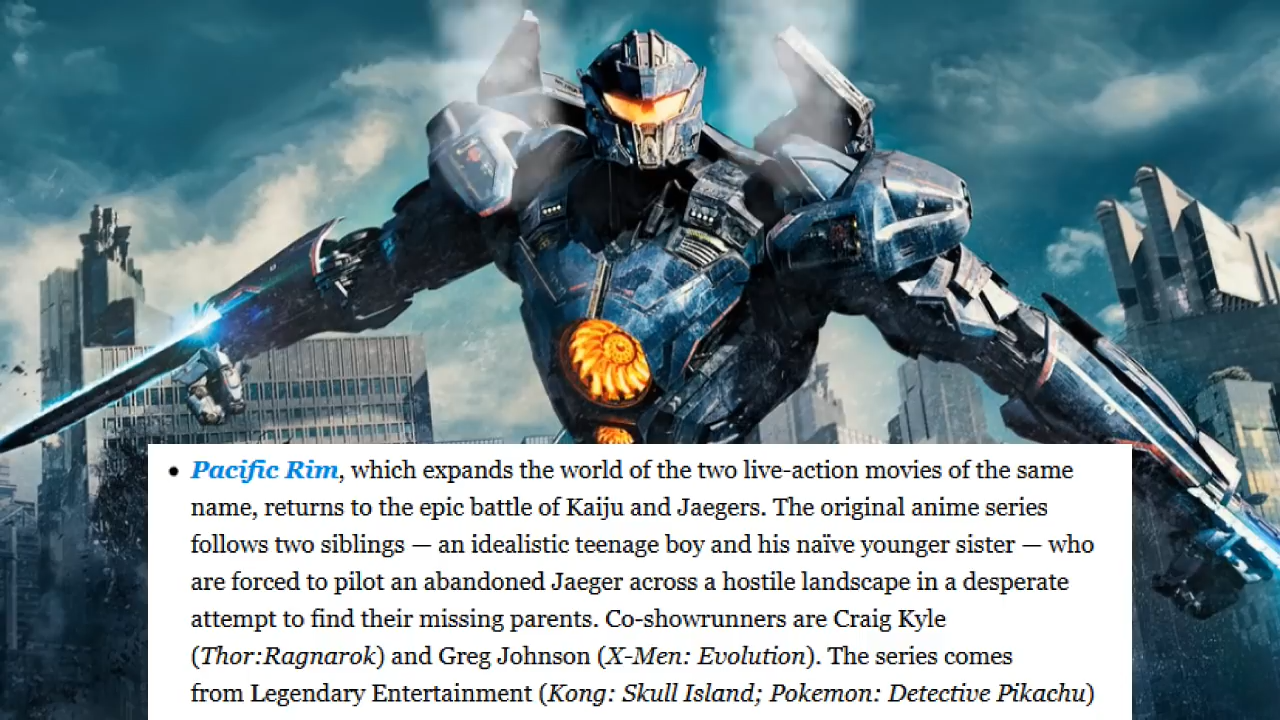 • Pacific Rim, which expands the world of the two live-action movies of the same
name, returns to the epic battle of Kaiju and Jaegers. The original anime series
follows two siblings — an idealistic teenage boy and his naïve younger sister — who
are forced to pilot an abandoned Jaeger across a hostile landscape in a desperate
attempt to find their missing parents. Co-showrunners are Craig Kyle
(Thor:Ragnarok) and Greg Johnson (X-Men: Evolution). The series comes
from Legendary Entertainment (Kong: Skull Island; Pokemon: Detective Pikachu)